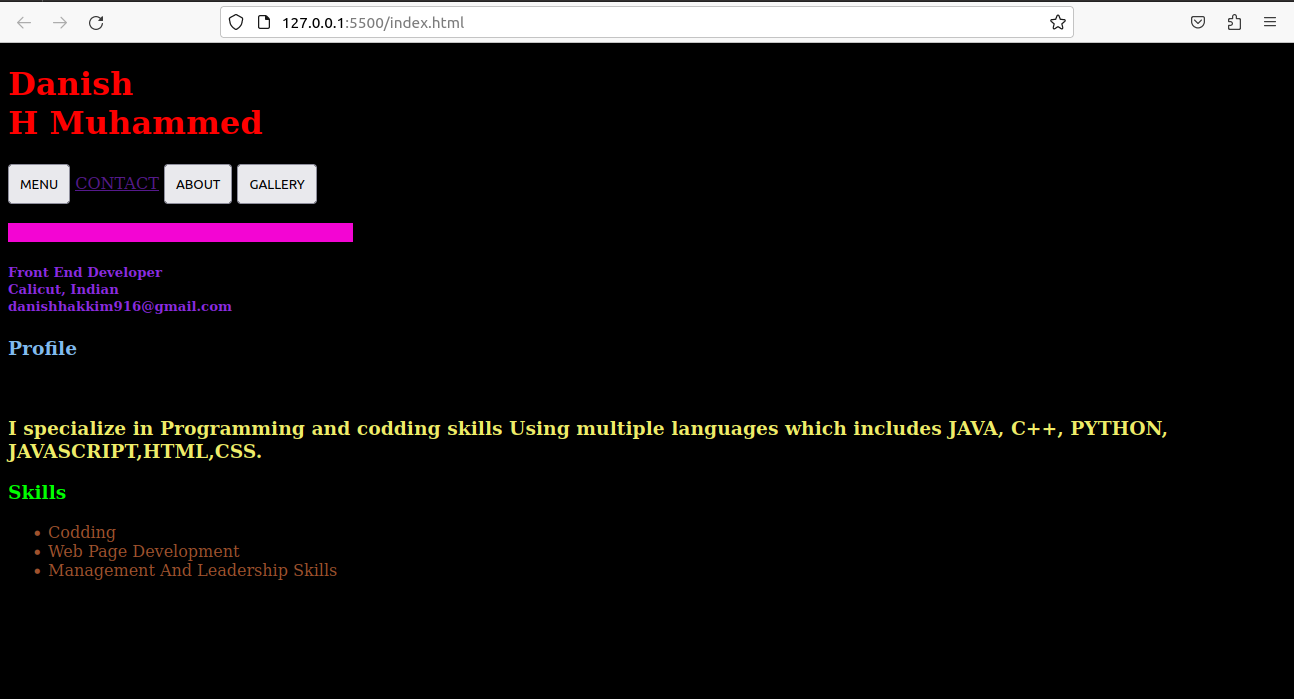 127.0.0.1:5500/index.html
Danish
H Muhammed
MENU CONTACT ABOUT GALLERY
Front End Developer
Calicut, Indian
danishhakkim916@gmail.com
Profile
I specialize in Programming and codding skills Using multiple languages which includes JAVA, C++, PYTHON,
JAVASCRIPT,HTML,CSS.
Skills
• Codding
• Web Page Development
• Management And Leadership Skills